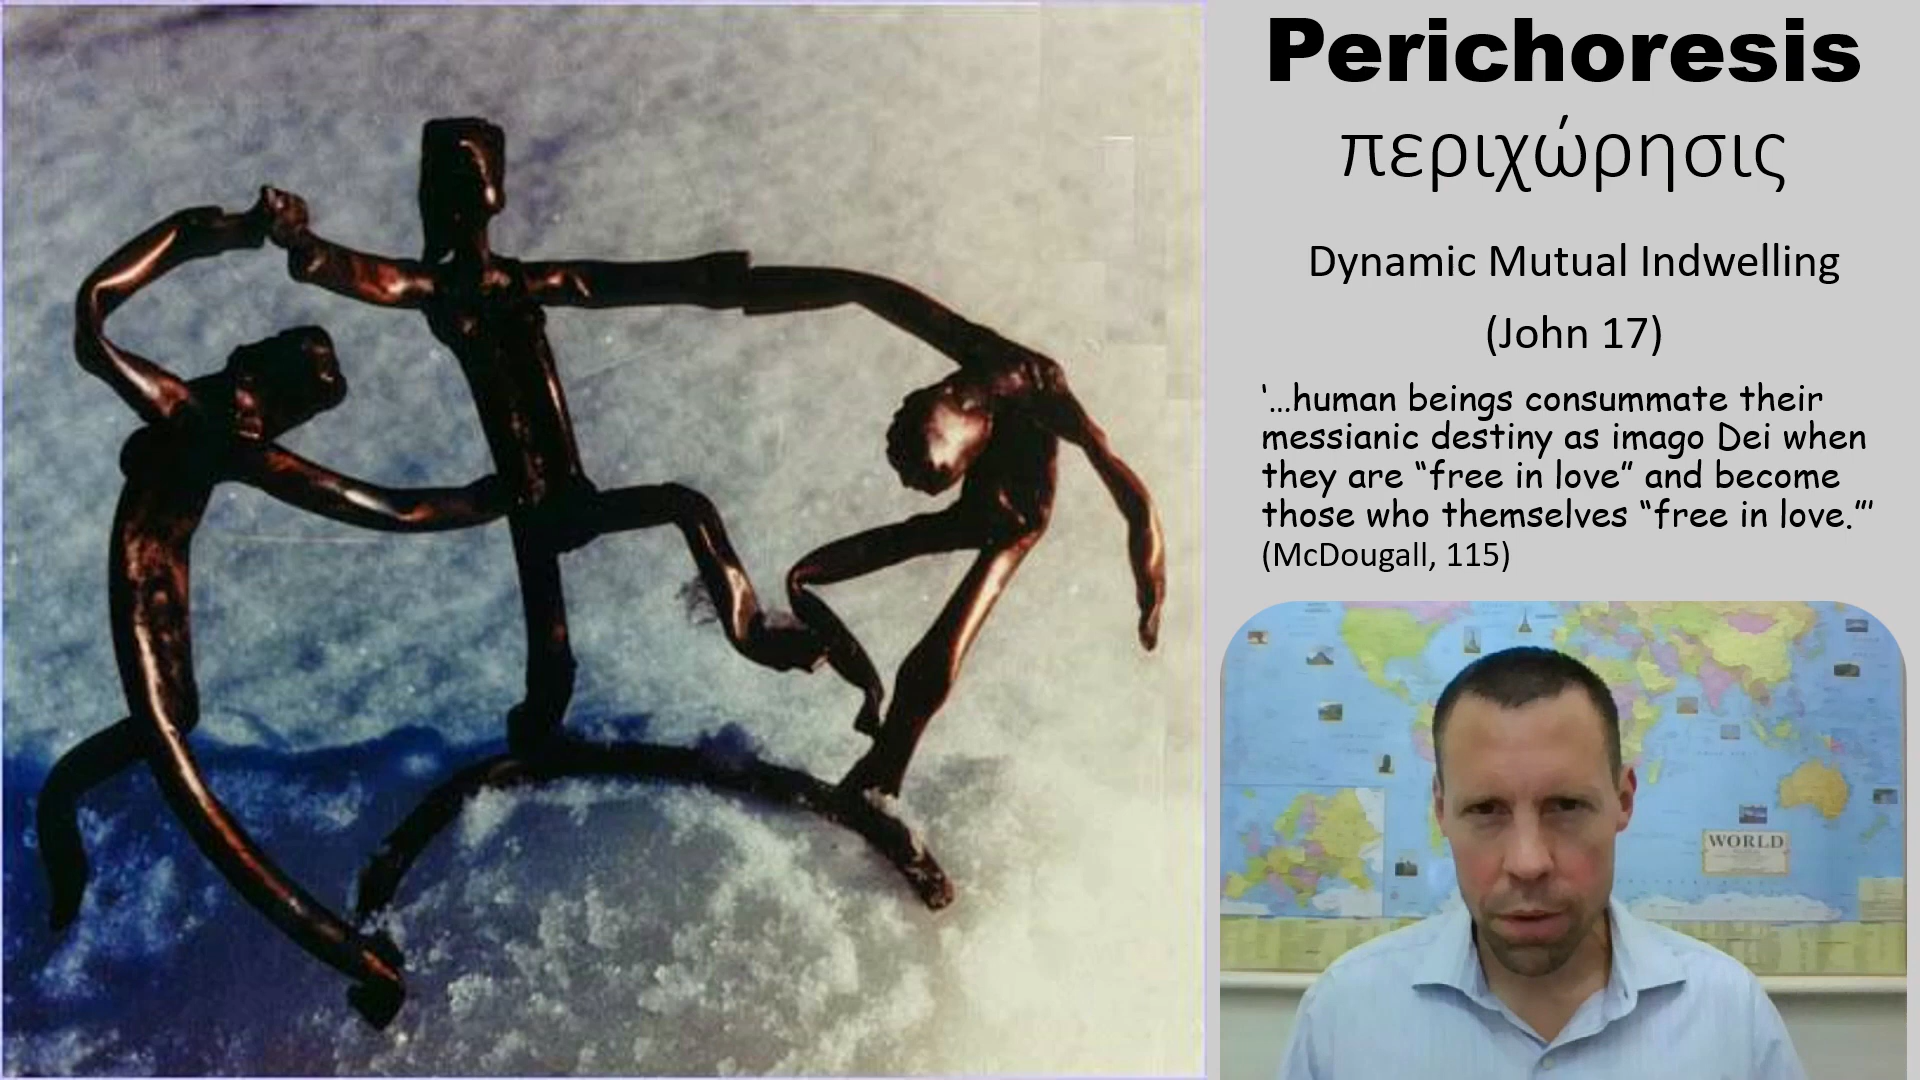 Perichoresis
περιχώρησις
Dynamic Mutual Indwelling
(John 17)
‘…human beings consummate their
messianic destiny as imago Dei when
they are “free in love” and become
those who themselves “free in love.”’
(McDougall, 115)
WORLD